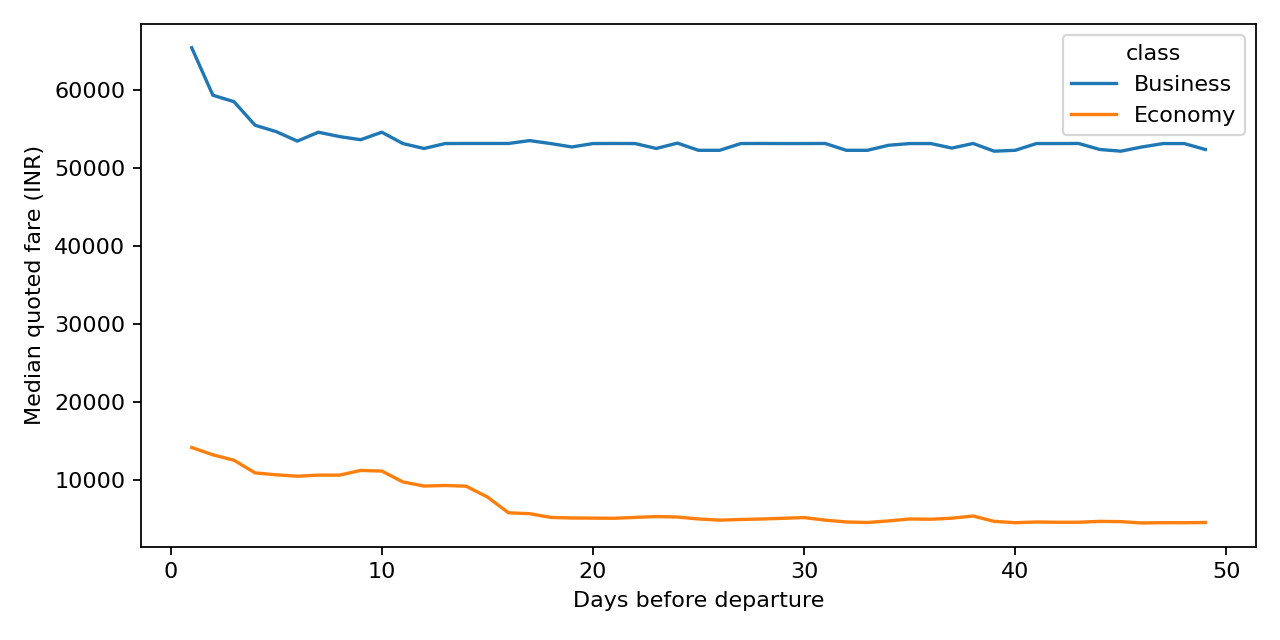 class
Business
Economy
Median quoted fare (INR)
60000
50000
40000
30000
20000
10000
0 10 20 30 40 50
Days before departure